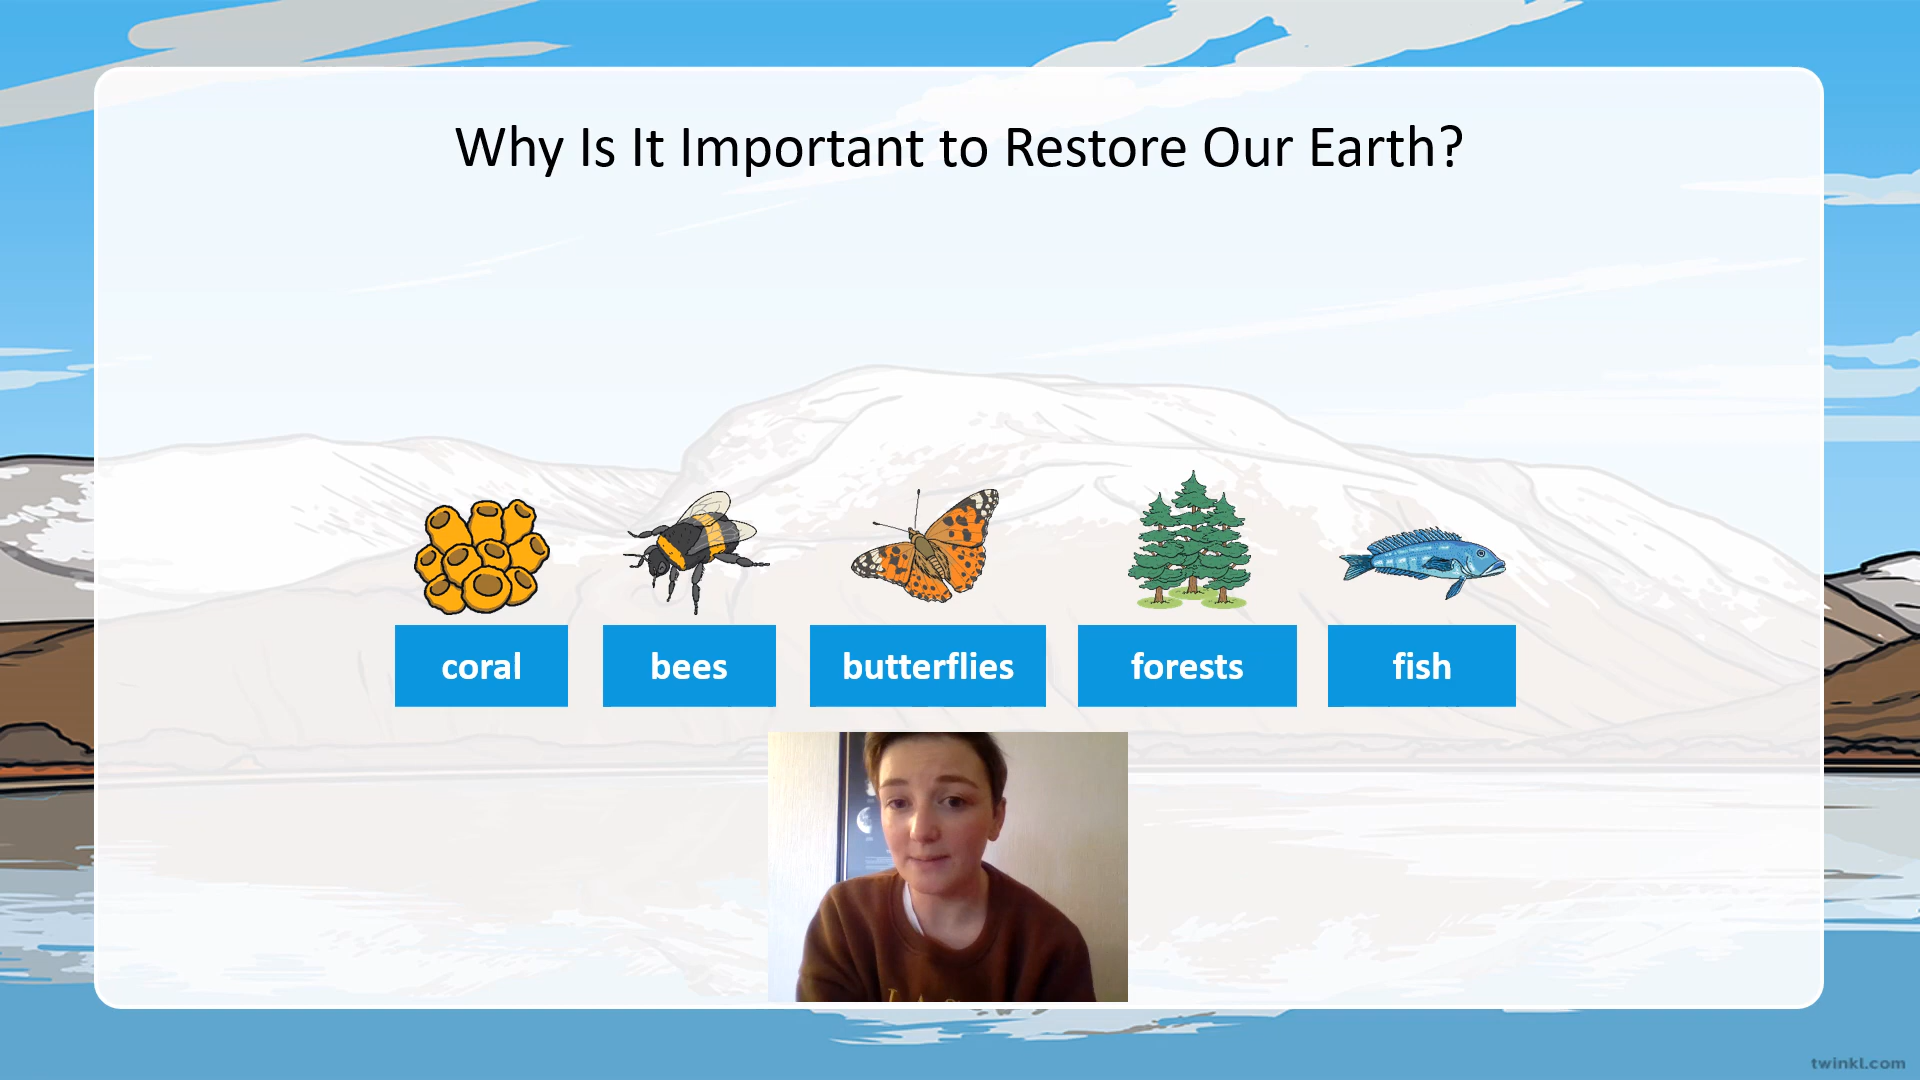 Why Is It Important to Restore Our Earth?
coral
bees
butterflies
forests
fish
twinkl.com